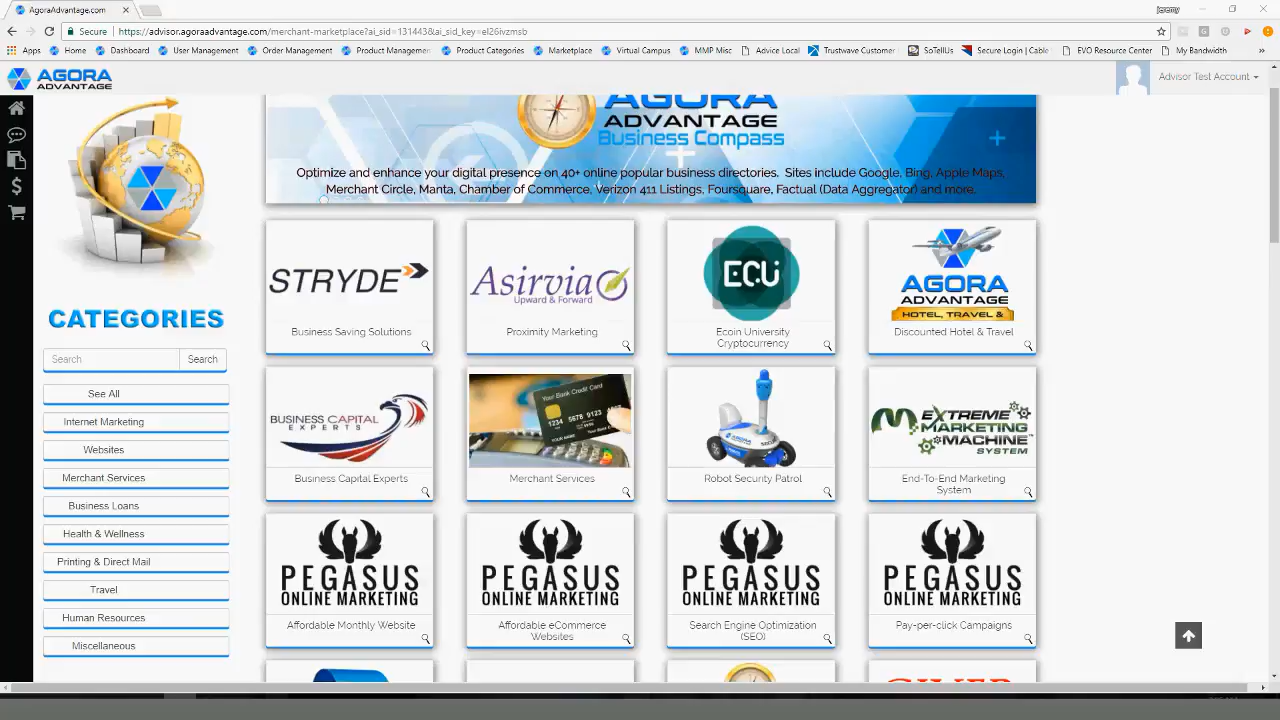 AgoraAdvantage.com
Jeremy
Secure
https://advisor.agoraadvantage.com/merchant-marketplace?ai_sid=131443&ai_sid_key=el26ivzmsb
Apps
Home
Dashboard
User Management
Order Management
Product Management
Product Categories
Marketplace
Virtual Campus
MMP Misc
Advice Local
Trustwave Customer
SoTellUs
Secure Login | Cable
EVO Resource Center
My Bandwidth
AGORA
ADVANTAGE
Advisor Test Account
AGORA
ADVANTAGE
Business Compass
Optimize and enhance your digital presence on 40+ online popular business directories. Sites include Google, Bing, Apple Maps,
Merchant Circle, Manta, Chamber of Commerce, Verizon 411 Listings, Foursquare, Factual (Data Aggregator) and more.
CATEGORIES
Search
Search
See All
Internet Marketing
Websites
Merchant Services
Business Loans
Health & Wellness
Printing & Direct Mail
Travel
Human Resources
Miscellaneous
STRYDE
Business Saving Solutions
Asirvia
Upward & Forward
Proximity Marketing
ECU
Ecoin University
Cryptocurrency
AGORA
ADVANTAGE
HOTEL, TRAVEL &
Discounted Hotel & Travel
BUSINESS CAPITAL
EXPERTS
Business Capital Experts
Your Bank Credit Card
Merchant Services
Robot Security Patrol
EXTREME
MARKETING
MACHINE
SYSTEM
End-To-End Marketing
System
PEGASUS
ONLINE MARKETING
Affordable Monthly Website
PEGASUS
ONLINE MARKETING
Affordable eCommerce
Websites
PEGASUS
ONLINE MARKETING
Search Engine Optimization
(SEO)
PEGASUS
ONLINE MARKETING
Pay-per-click Campaigns